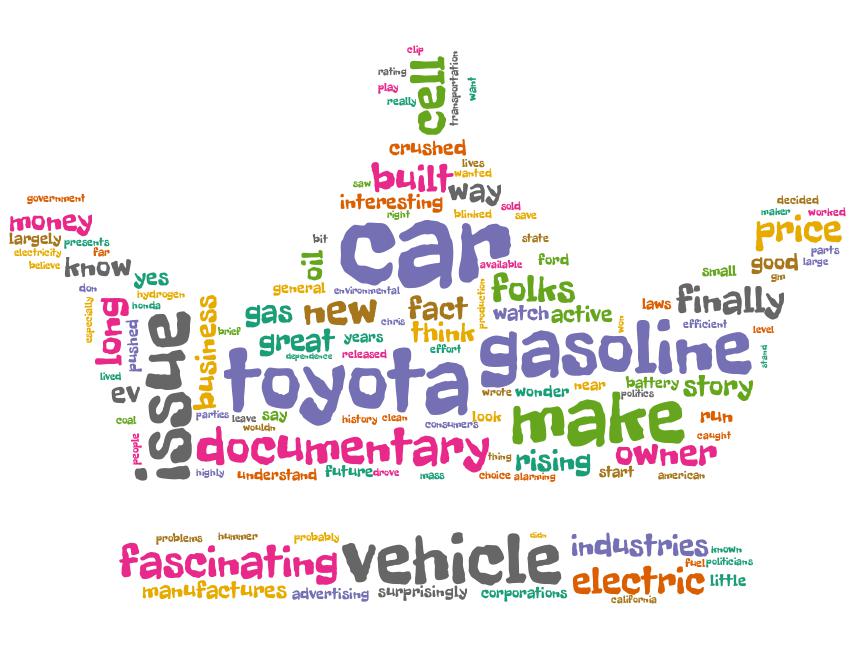 clip
rating
cell
transportation
want
play
really
crushed
lives
saw
built
wanted
way
interesting
sold
right
blinked
save
government
money
largely
presents
electricity
far
believe
know
yes
don
hydrogen
decided
maker
worked
price
parts
good
large
gm
small
bit
car
state
oil
available
ford
general
environmental
folks
production
especially
long
honda
pushed
issue
business
brief
gas
new
chris
fact
think
watch
active
won
laws
finally
efficient
level
stand
great
years
dependence
released
effort
gasoline
lived
ev
coal
people
toyota
wrote
wonder
near
battery
politics
story
parties
leave
say
wouldn
history
clean
consumers
look
make
run
caught
documentary
thing
rising
owner
highly
understand
future
drove
mass
choice
alarming
start
american
problems
hummer
probably
didn
fascinating
vehicle
industries
known
fuel
politicians
electric
little
manufactures
advertising
surprisingly
corporations
california